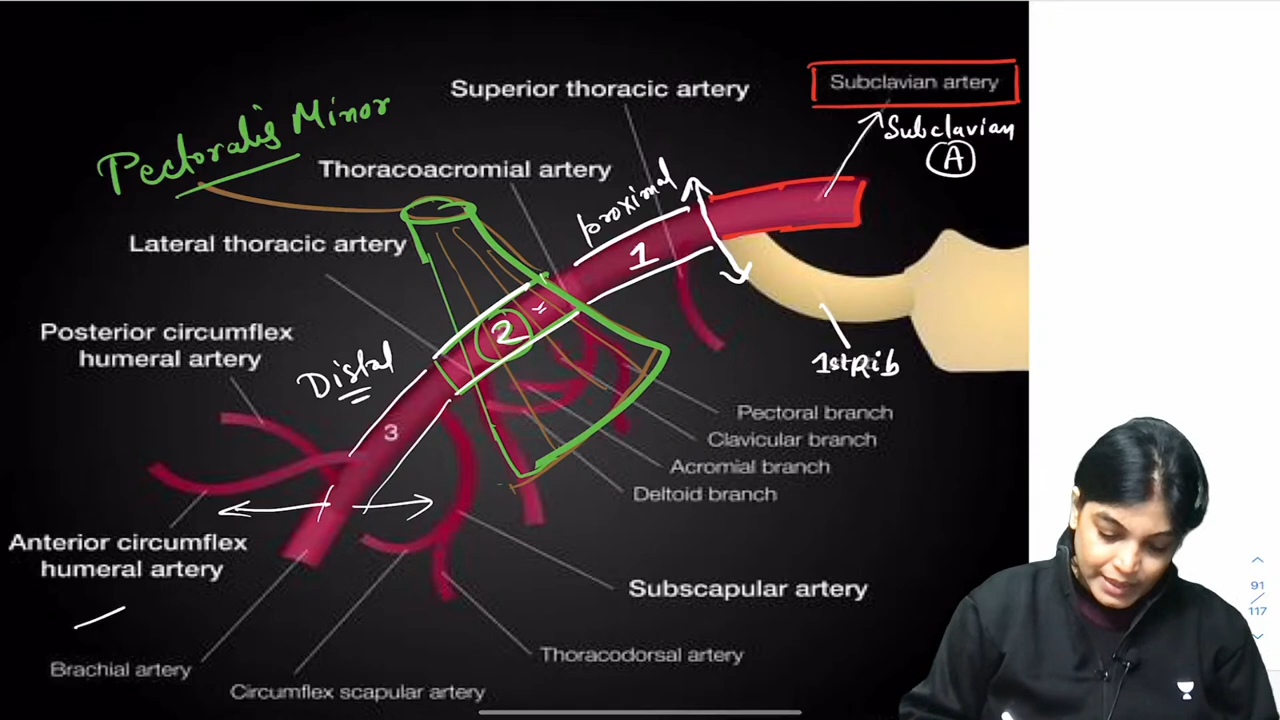 Superior thoracic artery
Subclavian artery
Subclavian
A
Pectoralis Minor
Thoracoacromial artery
proximal
Lateral thoracic artery
1
2
Posterior circumflex
humeral artery
Distal
1st Rib
3
Pectoral branch
Clavicular branch
Acromial branch
Deltoid branch
Anterior circumflex
humeral artery
Subscapular artery
Brachial artery
Thoracodorsal artery
Circumflex scapular artery
91
/
117